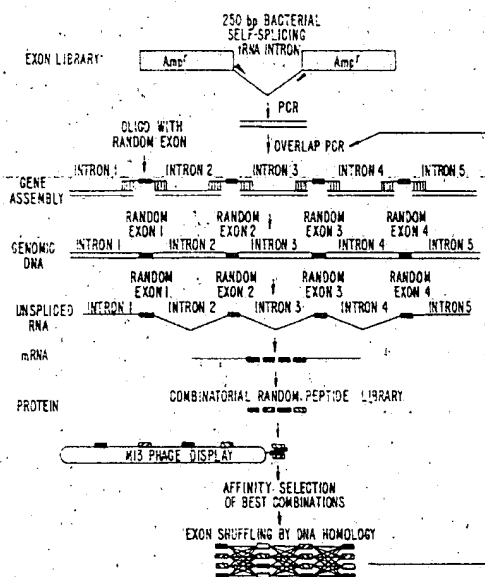 250 bp BACTERIAL
SELF-SPLICING
tRNA INTRON
EXON LIBRARY
Ampr Ampr
PCR
OLIGO WITH
RANDOM EXON
OVERLAP PCR
INTRON 1 INTRON 2 INTRON 3 INTRON 4 INTRON 5
GENE
ASSEMBLY
RANDOM EXON 1 RANDOM EXON 2 RANDOM EXON 3 RANDOM EXON 4
GENOMIC
DNA
INTRON 1 INTRON 2 INTRON 3 INTRON 4 INTRON 5
RANDOM EXON 1 RANDOM EXON 2 RANDOM EXON 3 RANDOM EXON 4
UNSPLICED
RNA
INTRON 1 INTRON 2 INTRON 3 INTRON 4 INTRON 5
mRNA
COMBINATORIAL RANDOM PEPTIDE LIBRARY
PROTEIN
M13 PHAGE DISPLAY
AFFINITY SELECTION
OF BEST COMBINATIONS
EXON SHUFFLING BY DNA HOMOLOGY